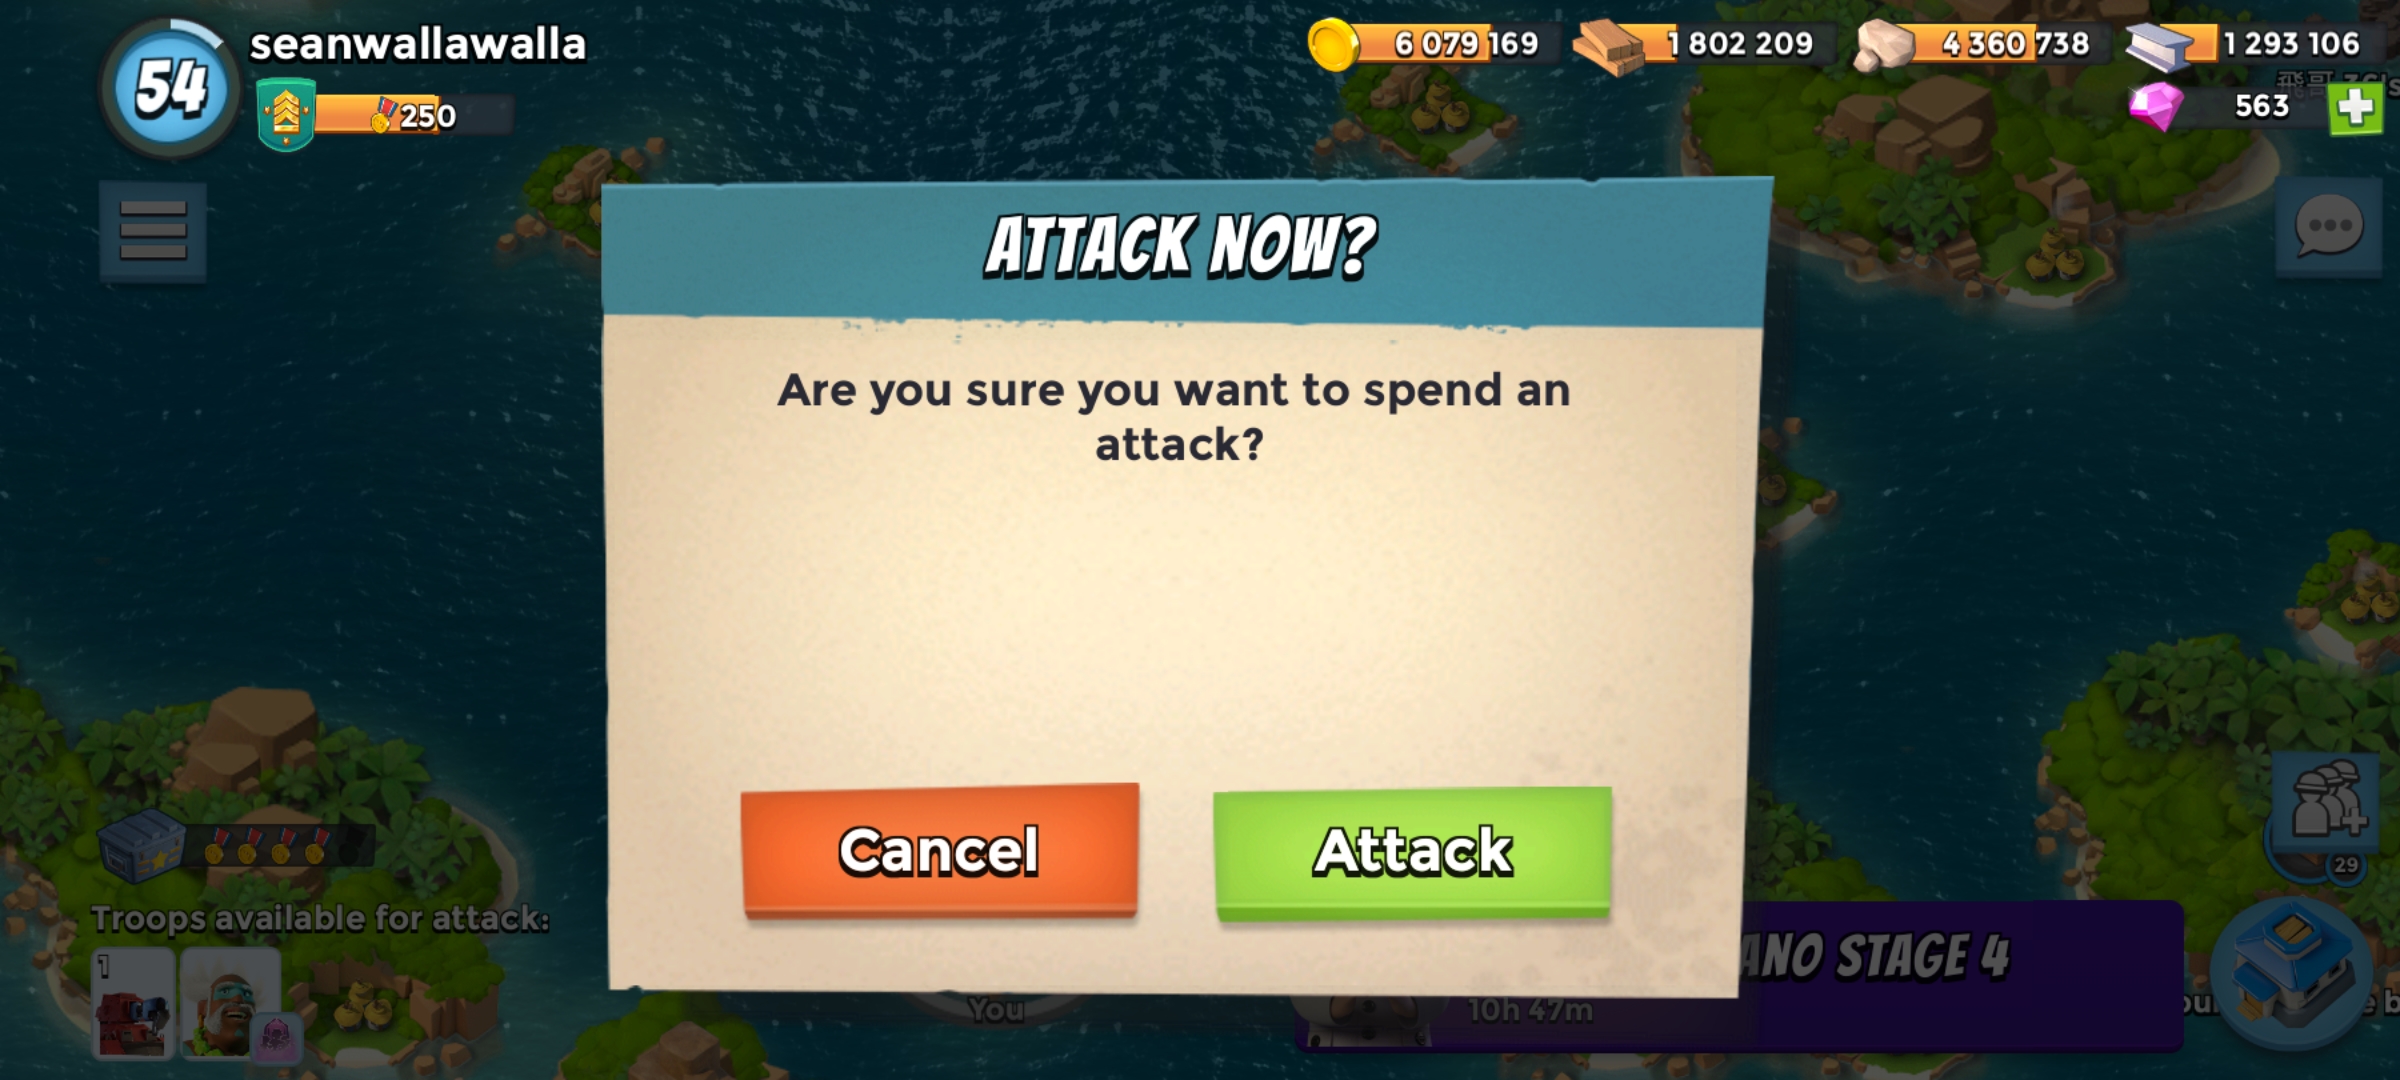 54
seanwallawalla
250
6 079 169
1 802 209
4 360 738
1 293 106
563
ATTACK NOW?
Are you sure you want to spend an
attack?
Cancel
Attack
29
Troops available for attack:
1
You
10h 47m
STAGE 4